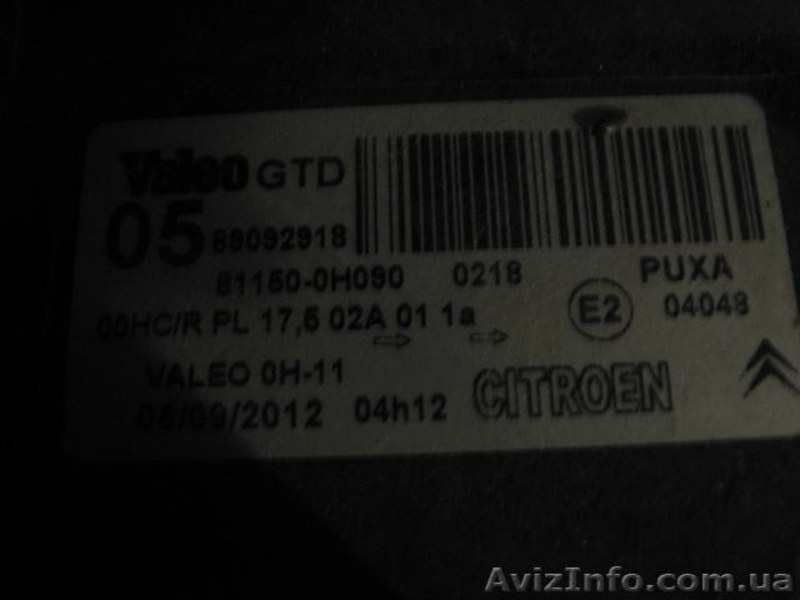 Valeo GTD
05 89092918
81150-0H090 0218 PUXA
00HC/R PL 17,5 02A 01 1a E2 04048
VALEO 0H-11
05/09/2012 04h12 CITROEN
AvizInfo.com.ua